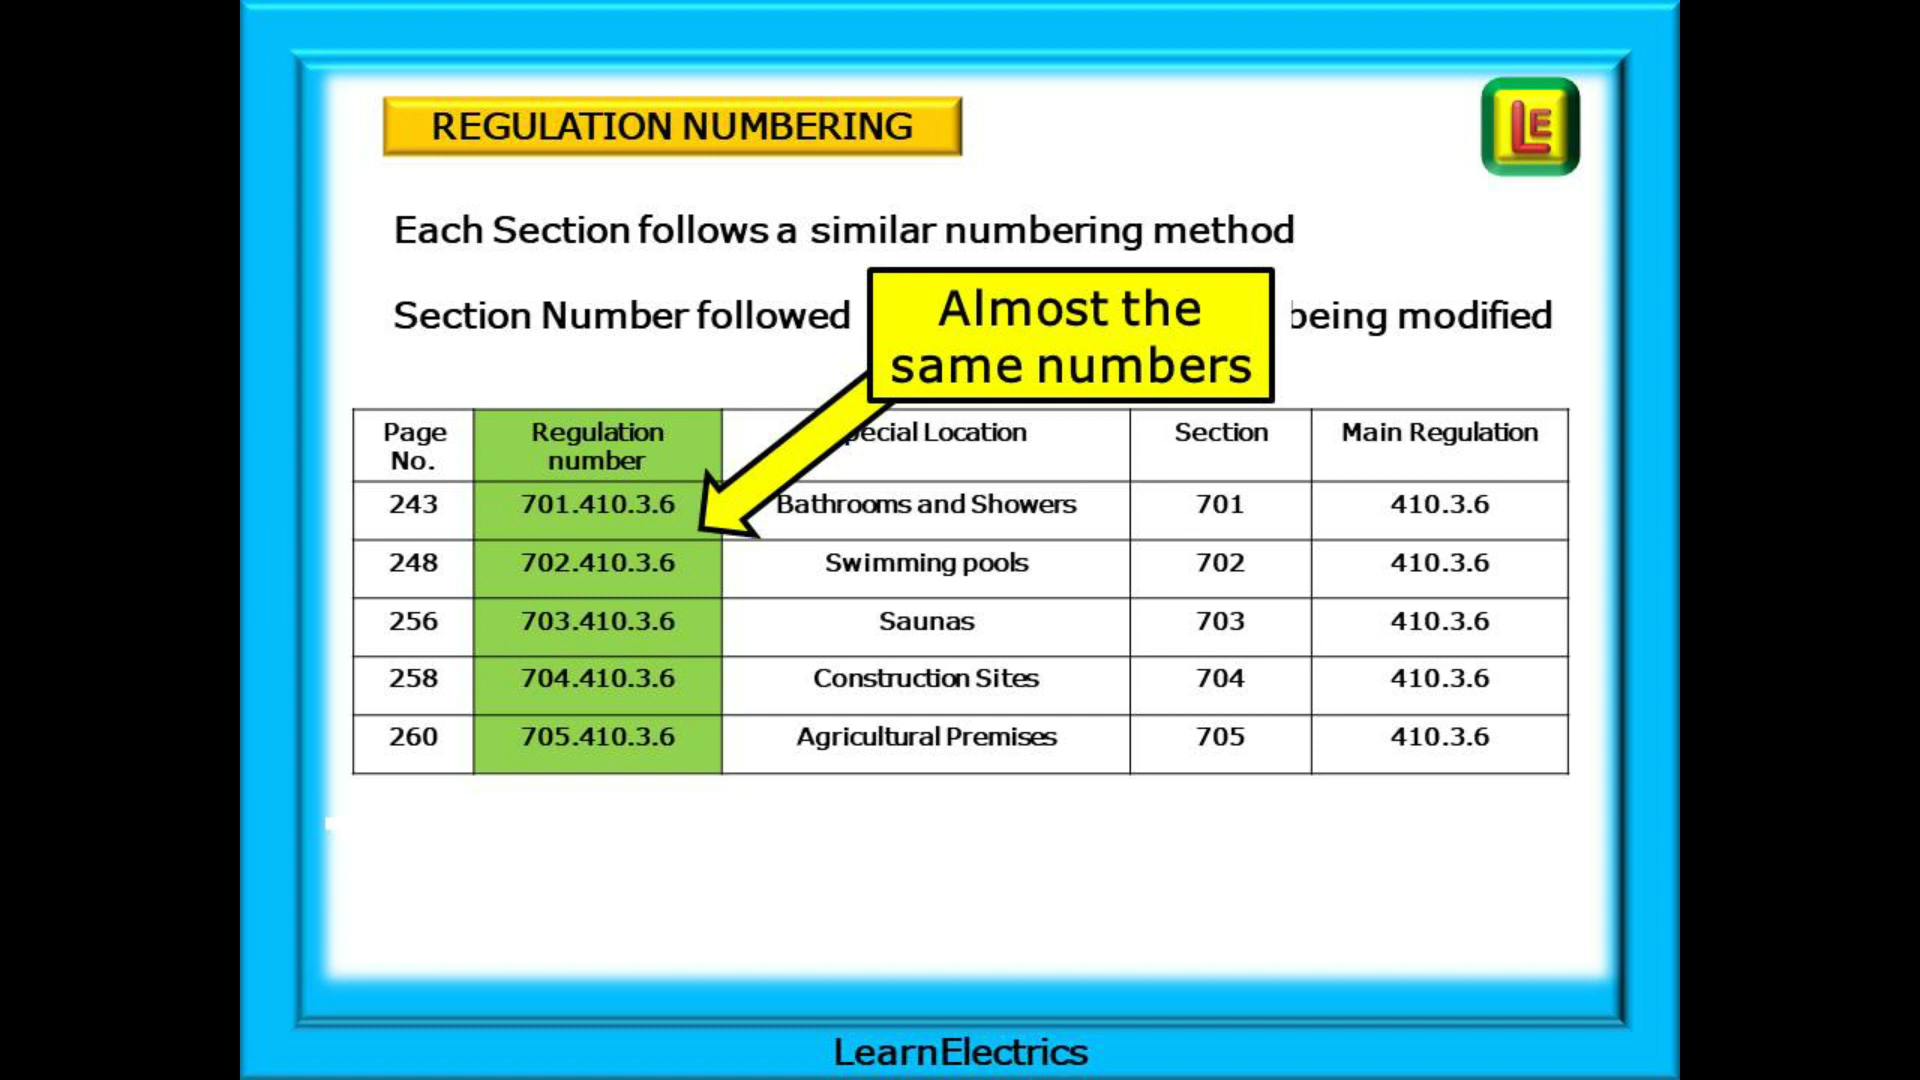 REGULATION NUMBERING
LE
Each Section follows a similar numbering method
Section Number followed being modified
Almost the
same numbers
Page No. Regulation number Special Location Section Main Regulation
243 701.410.3.6 Bathrooms and Showers 701 410.3.6
248 702.410.3.6 Swimming pools 702 410.3.6
256 703.410.3.6 Saunas 703 410.3.6
258 704.410.3.6 Construction Sites 704 410.3.6
260 705.410.3.6 Agricultural Premises 705 410.3.6
LearnElectrics